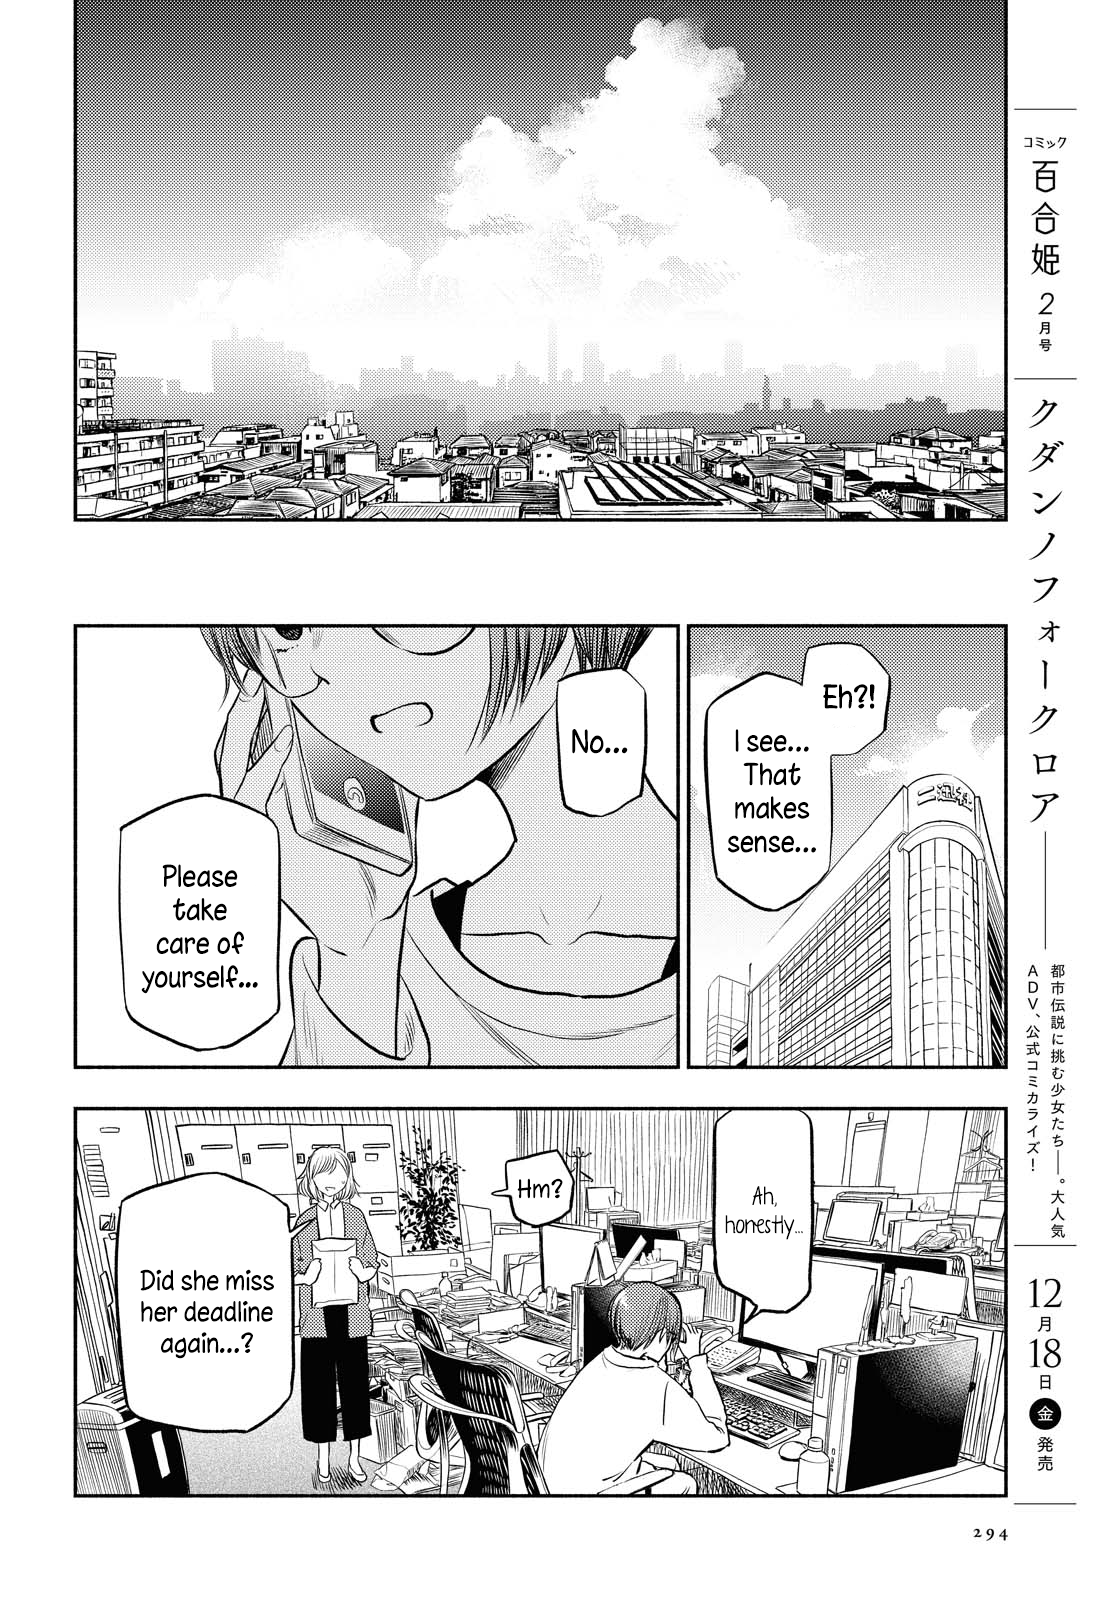 Eh?!
I see...
That
makes
sense...
二迅社
No...
Please
take
care of
yourself...
Ah,
honestly...
Hm?
Did she miss
her deadline
again...?
コミック
百合姫
2月号
クダンノフォークロア——
都市伝説に挑む少女たち——。大人気
ADV、公式コミカライズ！
12月18日金発売
294